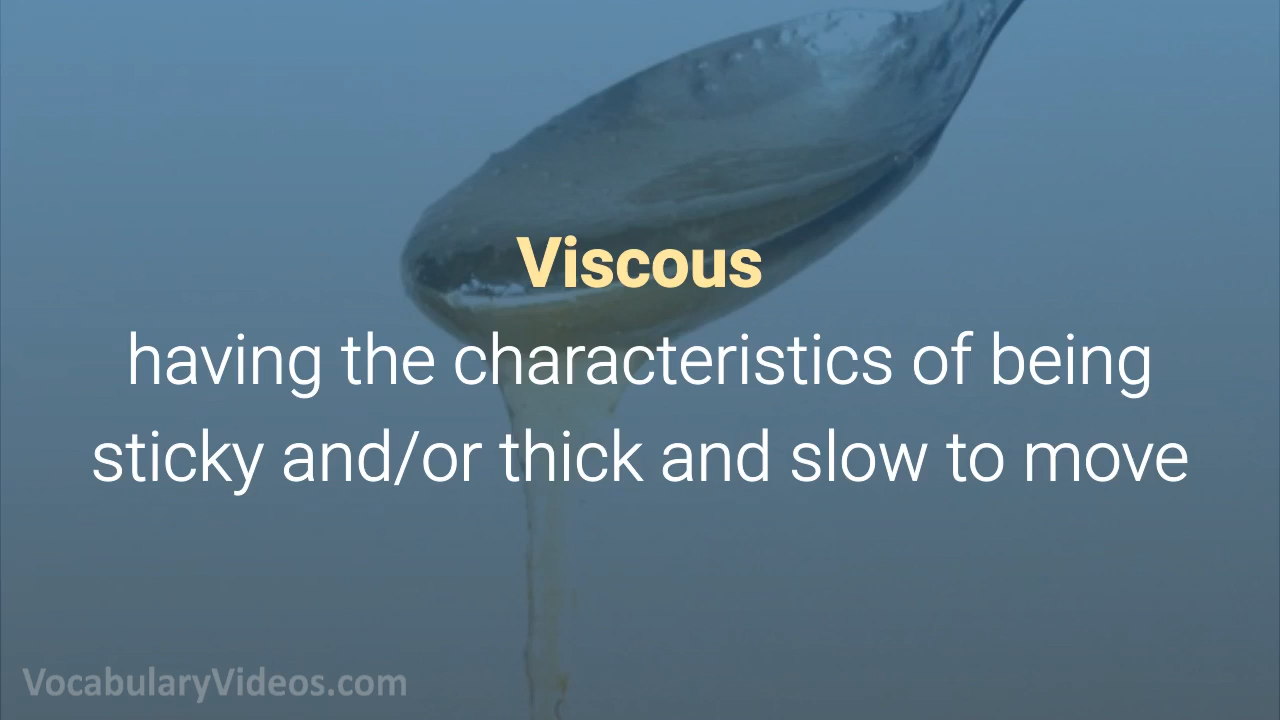 Viscous
having the characteristics of being
sticky and/or thick and slow to move
VocabularyVideos.com